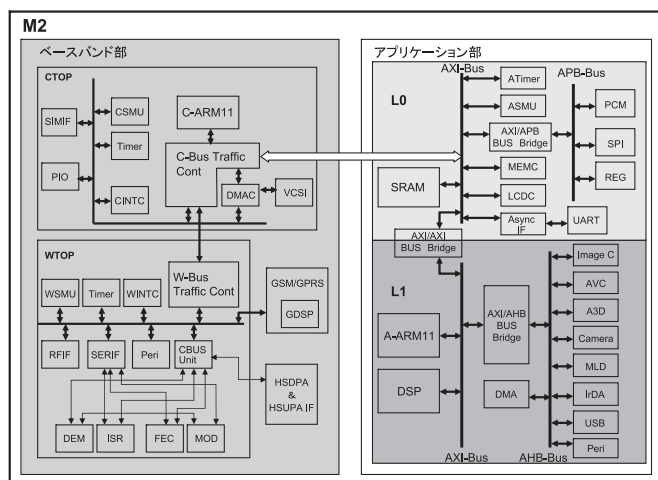 M2
ベースバンド部
CTOP
SIMIF
CSMU
C-ARM11
Timer
C-Bus Traffic
Cont
PIO
CINTC
DMAC
VCSI
WTOP
W-Bus
Traffic Cont
WSMU
Timer
WINTC
GSM/GPRS
GDSP
RFIF
SERIF
Peri
CBUS
Unit
HSDPA
&
HSUPA IF
DEM
ISR
FEC
MOD
アプリケーション部
AXI-Bus
L0
ATimer
APB-Bus
ASMU
PCM
AXI/APB
BUS Bridge
SPI
MEMC
SRAM
REG
LCDC
Async
IF
UART
AXI/AXI
BUS Bridge
L1
Image C
AVC
A-ARM11
AXI/AHB
BUS
Bridge
A3D
Camera
DSP
DMA
MLD
IrDA
USB
Peri
AXI-Bus
AHB-Bus